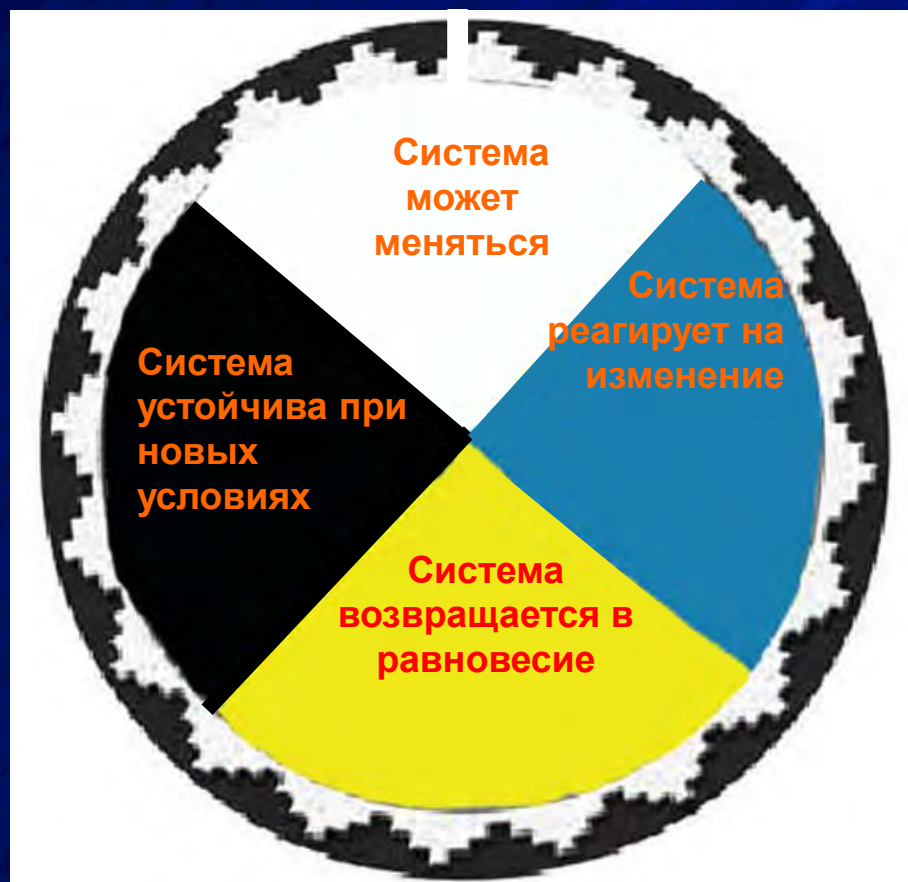 Система
может
меняться
Система
реагирует на
изменение
Система
устойчива при
новых
условиях
Система
возвращается в
равновесие